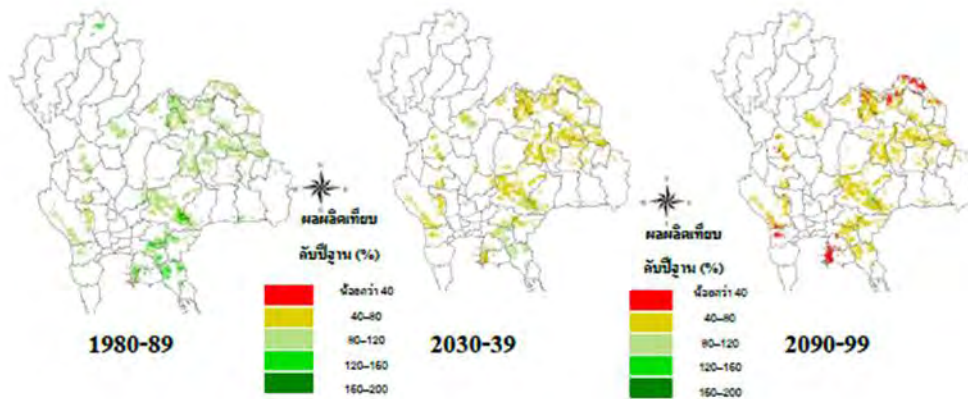 ผลผลิตเทียบ
กับปีฐาน (%)
น้อยกว่า 40
40–80
80–120
120–160
160–200
ผลผลิตเทียบ
กับปีฐาน (%)
น้อยกว่า 40
40–80
80–120
120–160
160–200
1980-89
2030-39
2090-99